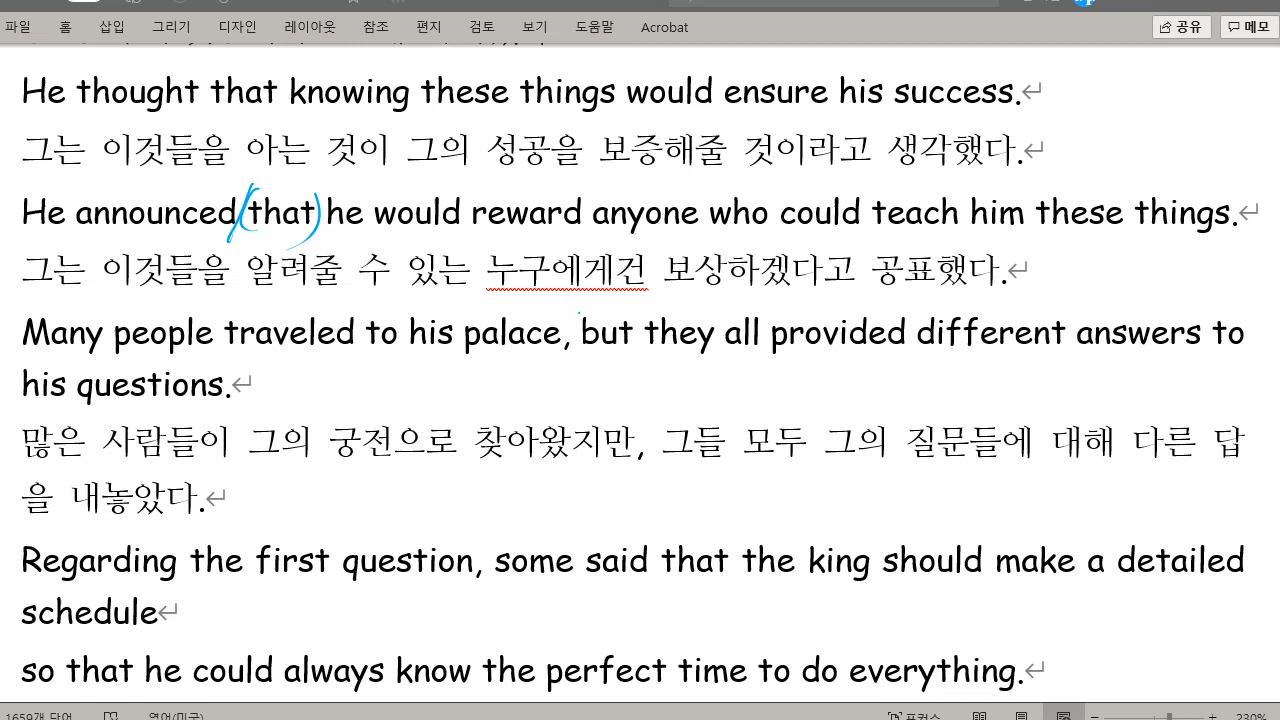 파일 홈 삽입 그리기 디자인 레이아웃 참조 편지 검토 보기 도움말 Acrobat 공유 메모
He thought that knowing these things would ensure his success.
그는 이것들을 아는 것이 그의 성공을 보증해줄 것이라고 생각했다.
He announced (that) he would reward anyone who could teach him these things.
그는 이것들을 알려줄 수 있는 누구에게건 보상하겠다고 공표했다.
Many people traveled to his palace, but they all provided different answers to
his questions.
많은 사람들이 그의 궁전으로 찾아왔지만, 그들 모두 그의 질문들에 대해 다른 답
을 내놓았다.
Regarding the first question, some said that the king should make a detailed
schedule
so that he could always know the perfect time to do everything.
1659개 단어 영어(미국) 포커스 230%